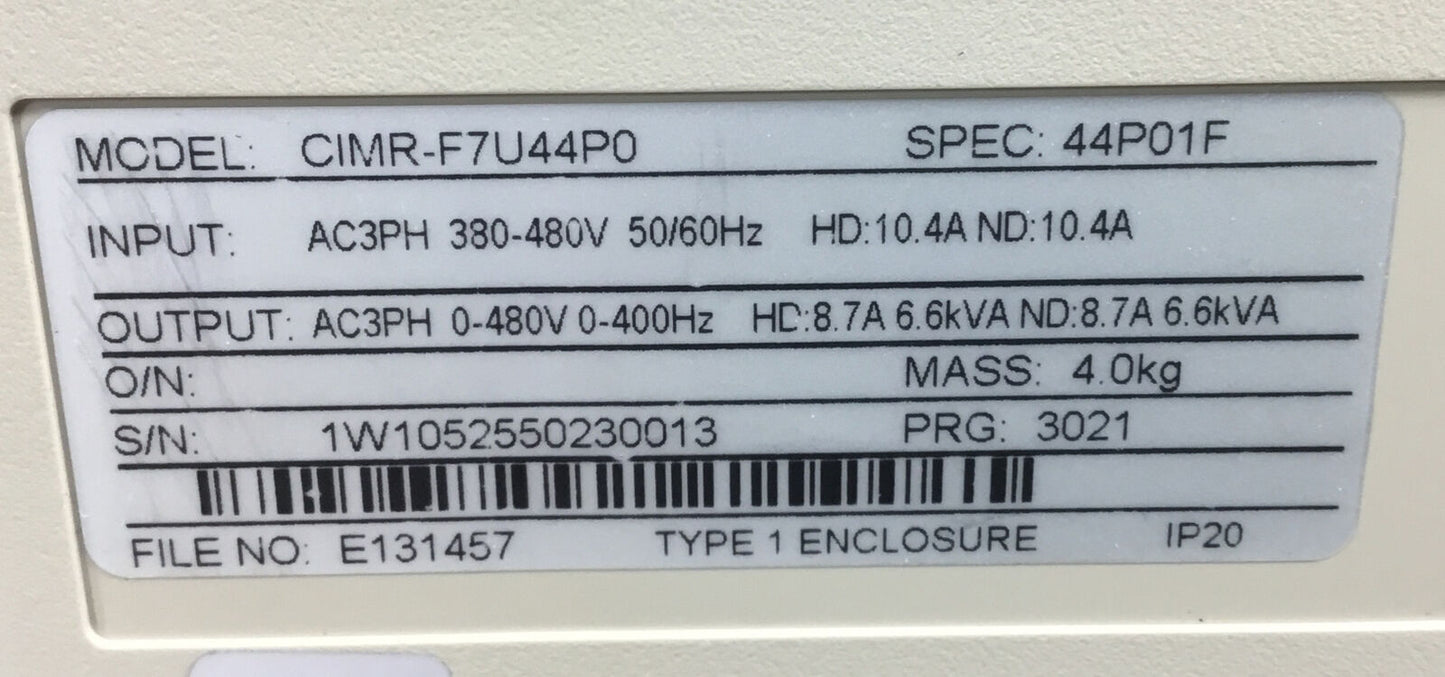 MODEL: CIMR-F7U44P0 SPEC: 44P01F
INPUT: AC3PH 380-480V 50/60Hz HD:10.4A ND:10.4A
OUTPUT: AC3PH 0-480V 0-400Hz HD:8.7A 6.6kVA ND:8.7A 6.6kVA
O/N: MASS: 4.0kg
S/N: 1W1052550230013 PRG: 3021
FILE NO: E131457 TYPE 1 ENCLOSURE IP20